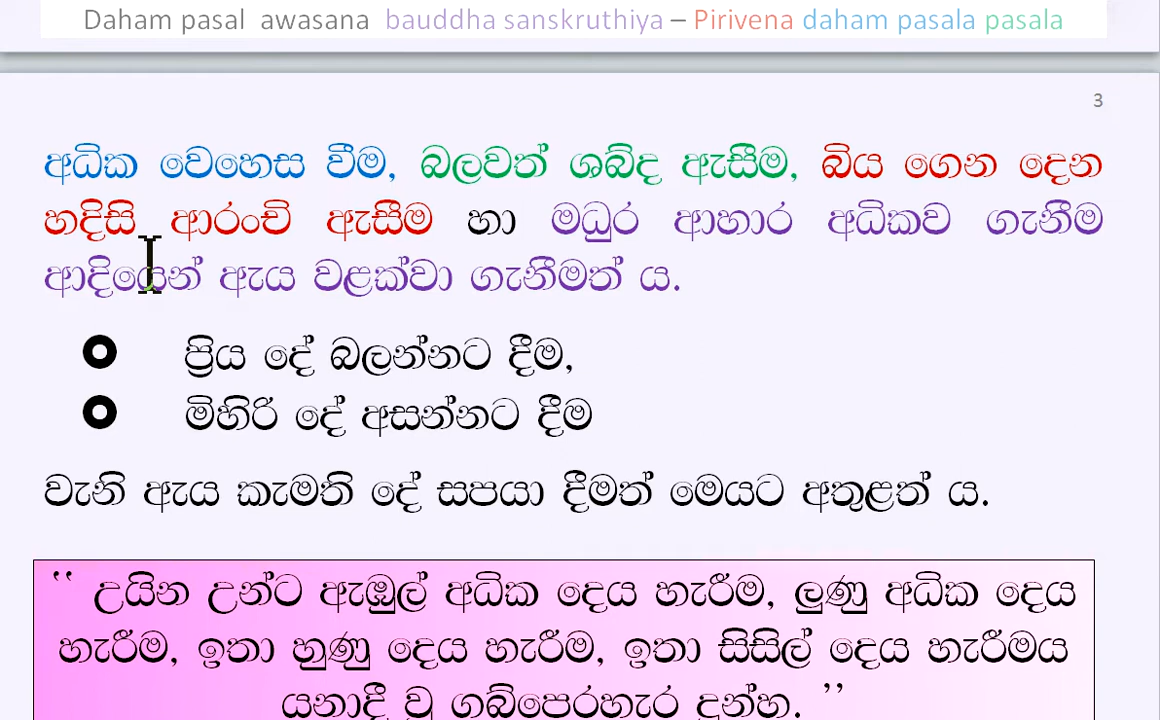 Daham pasal awasana bauddha sanskruthiya – Pirivena daham pasala pasala
3
අධික වෙහෙස වීම, බලවත් ශබ්ද ඇසීම, බිය ගෙන දෙන
හදිසි ආරංචි ඇසීම හා මධුර ආහාර අධිකව ගැනීම
ආදියෙන් ඇය වළක්වා ගැනීමත් ය.
ප්‍රිය දේ බලන්නට දීම,
මිහිරි දේ අසන්නට දීම
වැනි ඇය කැමති දේ සපයා දීමත් මෙයට අතුළත් ය.
‛‛ උයින උන්ට ඇඹුල් අධික දෙය හැරීම, ලුණු අධික දෙය
හැරීම, ඉතා හුණු දෙය හැරීම, ඉතා සිසිල් දෙය හැරීමය
යනාදී වූ ගබ්පෙරහැර දුන්හ. ’’